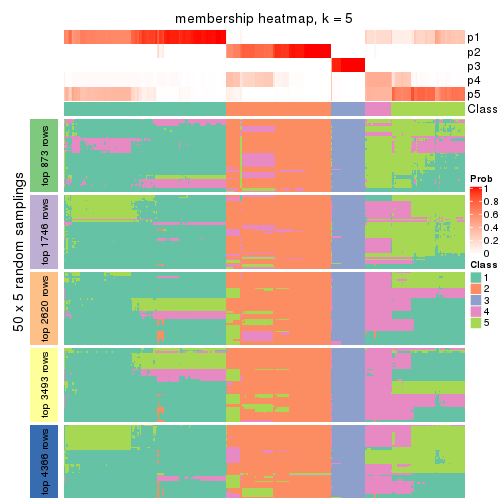 membership heatmap, k = 5
p1
p2
p3
p4
p5
Class
50 x 5 random samplings
top 873 rows
top 1746 rows
top 2620 rows
top 3493 rows
top 4366 rows
Prob
1
0.8
0.6
0.4
0.2
0
Class
1
2
3
4
5